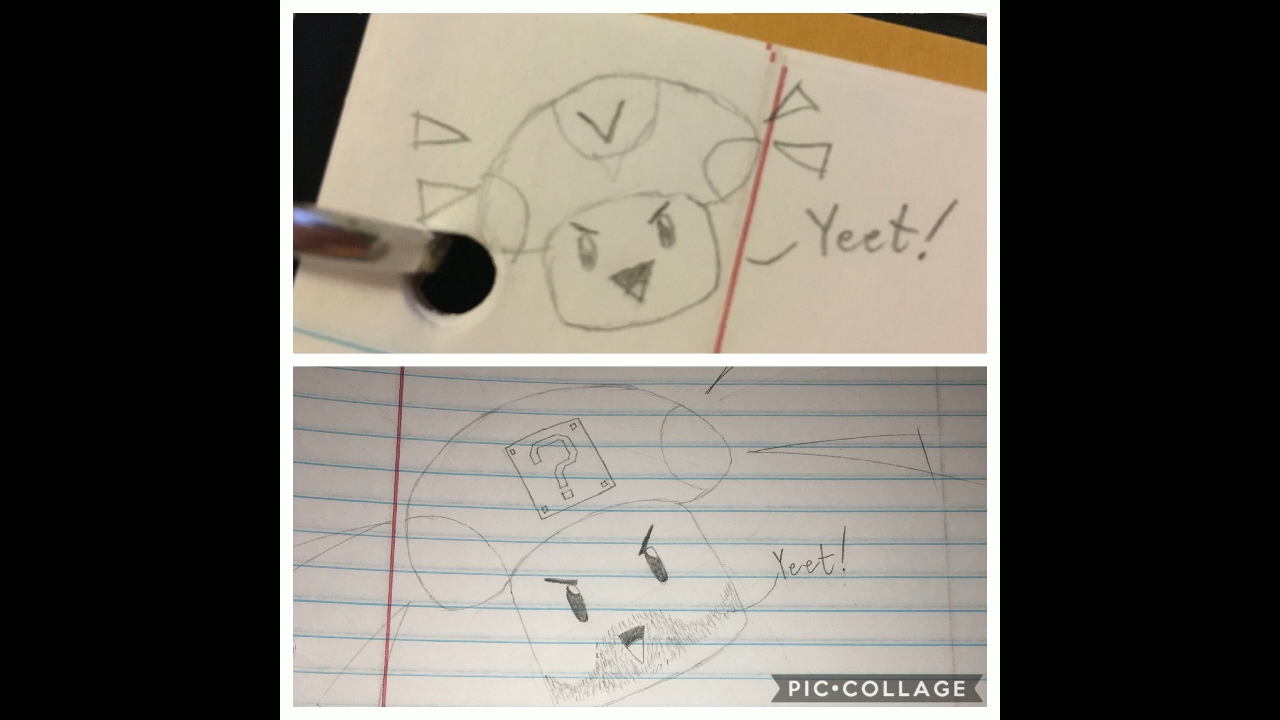 V
Yeet!
?
Yeet!
PIC•COLLAGE